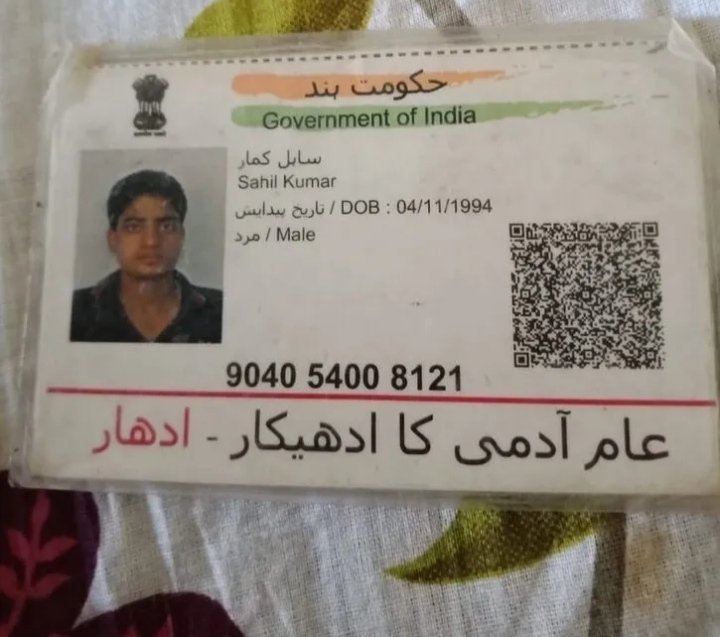 حکومت ہند
Government of India
ساہل کمار
Sahil Kumar
تاریخ پیدایش / DOB : 04/11/1994
مرد / Male
9040 5400 8121
عام آدمی کا ادھیکار - ادھار